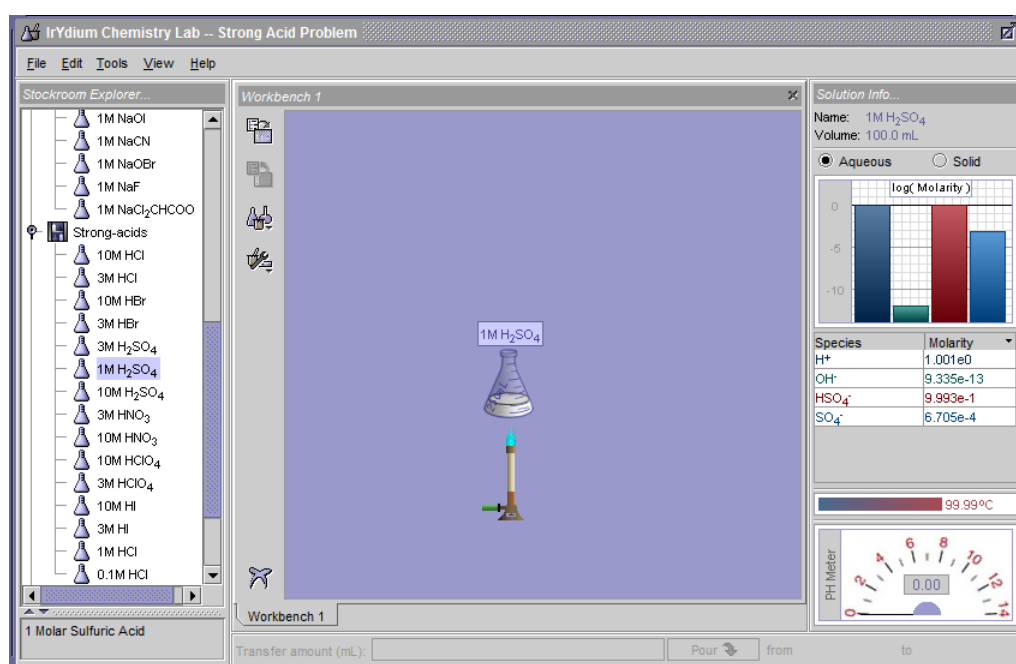 IrYdium Chemistry Lab -- Strong Acid Problem
File Edit Tools View Help
Stockroom Explorer...
1M NaOI
1M NaCN
1M NaOBr
1M NaF
1M NaCl₂CHCOO
Strong-acids
10M HCl
3M HCl
10M HBr
3M HBr
3M H₂SO₄
1M H₂SO₄
10M H₂SO₄
3M HNO₃
10M HNO₃
10M HClO₄
3M HClO₄
10M HI
3M HI
1M HCl
0.1M HCl
1 Molar Sulfuric Acid
Workbench 1
1M H₂SO₄
Workbench 1
Transfer amount (mL): Pour from to
Solution Info...
Name: 1M H₂SO₄
Volume: 100.0 mL
Aqueous Solid
log( Molarity )
0
-5
-10
Species Molarity
H⁺ 1.001e0
OH⁻ 9.335e-13
HSO₄⁻ 9.993e-1
SO₄⁻ 6.705e-4
99.99ºC
PH Meter
0 2 4 6 8 10 12 14
0.00